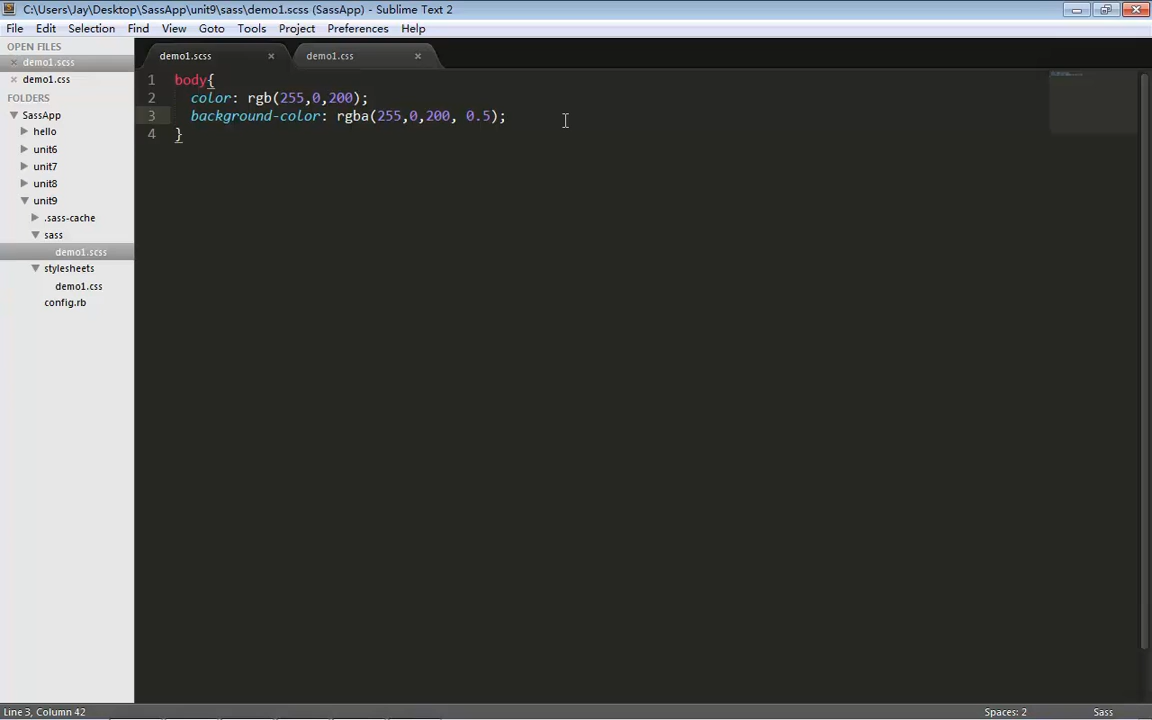 C:\Users\Jay\Desktop\SassApp\unit9\sass\demo1.scss (SassApp) - Sublime Text 2
File Edit Selection Find View Goto Tools Project Preferences Help
OPEN FILES
demo1.scss
demo1.css
FOLDERS
SassApp
hello
unit6
unit7
unit8
unit9
.sass-cache
sass
demo1.scss
stylesheets
demo1.css
config.rb
demo1.scss demo1.css
1 body{
2 color: rgb(255,0,200);
3 background-color: rgba(255,0,200, 0.5);
4 }
Line 3, Column 42 Spaces: 2 Sass